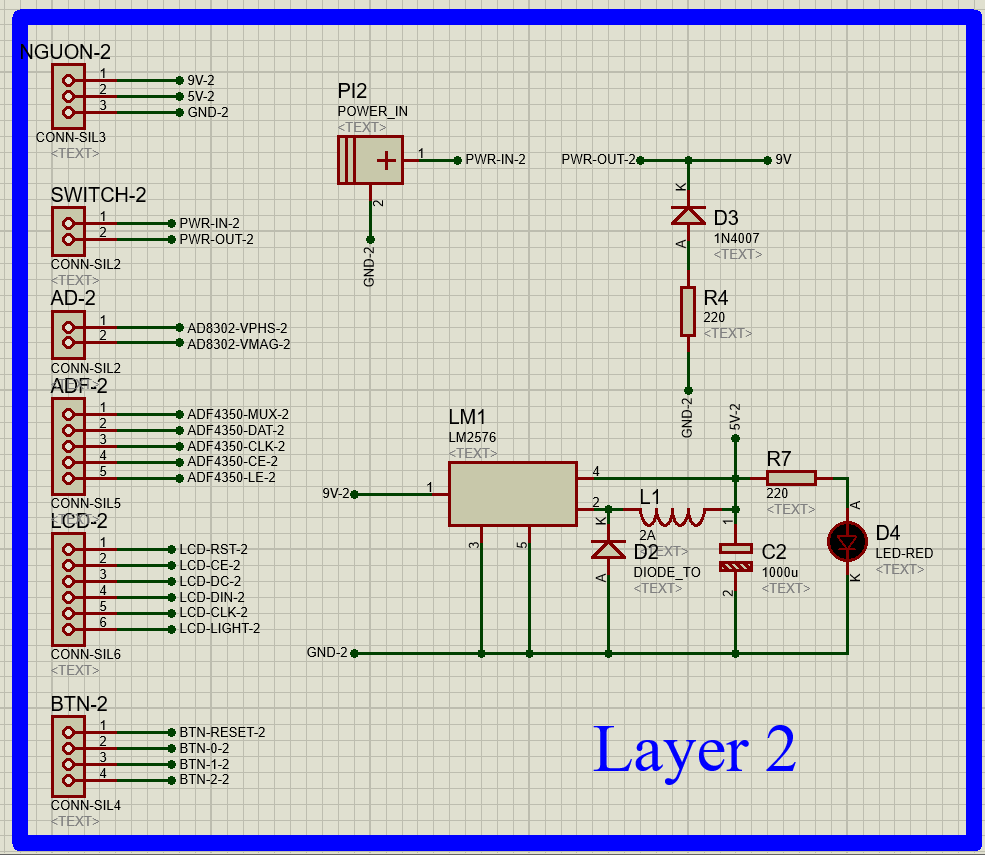 NGUON-2
1 9V-2
2 5V-2
3 GND-2
CONN-SIL3
<TEXT>
SWITCH-2
1 PWR-IN-2
2 PWR-OUT-2
CONN-SIL2
<TEXT>
AD-2
1 AD8302-VPHS-2
2 AD8302-VMAG-2
CONN-SIL2
<TEXT>
ADF-2
1 ADF4350-MUX-2
2 ADF4350-DAT-2
3 ADF4350-CLK-2
4 ADF4350-CE-2
5 ADF4350-LE-2
CONN-SIL5
<TEXT>
LCD-2
1 LCD-RST-2
2 LCD-CE-2
3 LCD-DC-2
4 LCD-DIN-2
5 LCD-CLK-2
6 LCD-LIGHT-2
CONN-SIL6
<TEXT>
BTN-2
1 BTN-RESET-2
2 BTN-0-2
3 BTN-1-2
4 BTN-2-2
CONN-SIL4
<TEXT>
PI2
POWER_IN
<TEXT>
1 PWR-IN-2
2
GND-2
PWR-OUT-2 9V
K
D3
1N4007
<TEXT>
A
R4
220
<TEXT>
GND-2
LM1
LM2576
<TEXT>
9V-2 1
4
2
3
5
GND-2
5V-2
L1
2A
<TEXT>
K
D2
DIODE_TO
<TEXT>
A
1
C2
1000u
<TEXT>
2
R7
220
<TEXT>
A
D4
LED-RED
<TEXT>
K
Layer 2